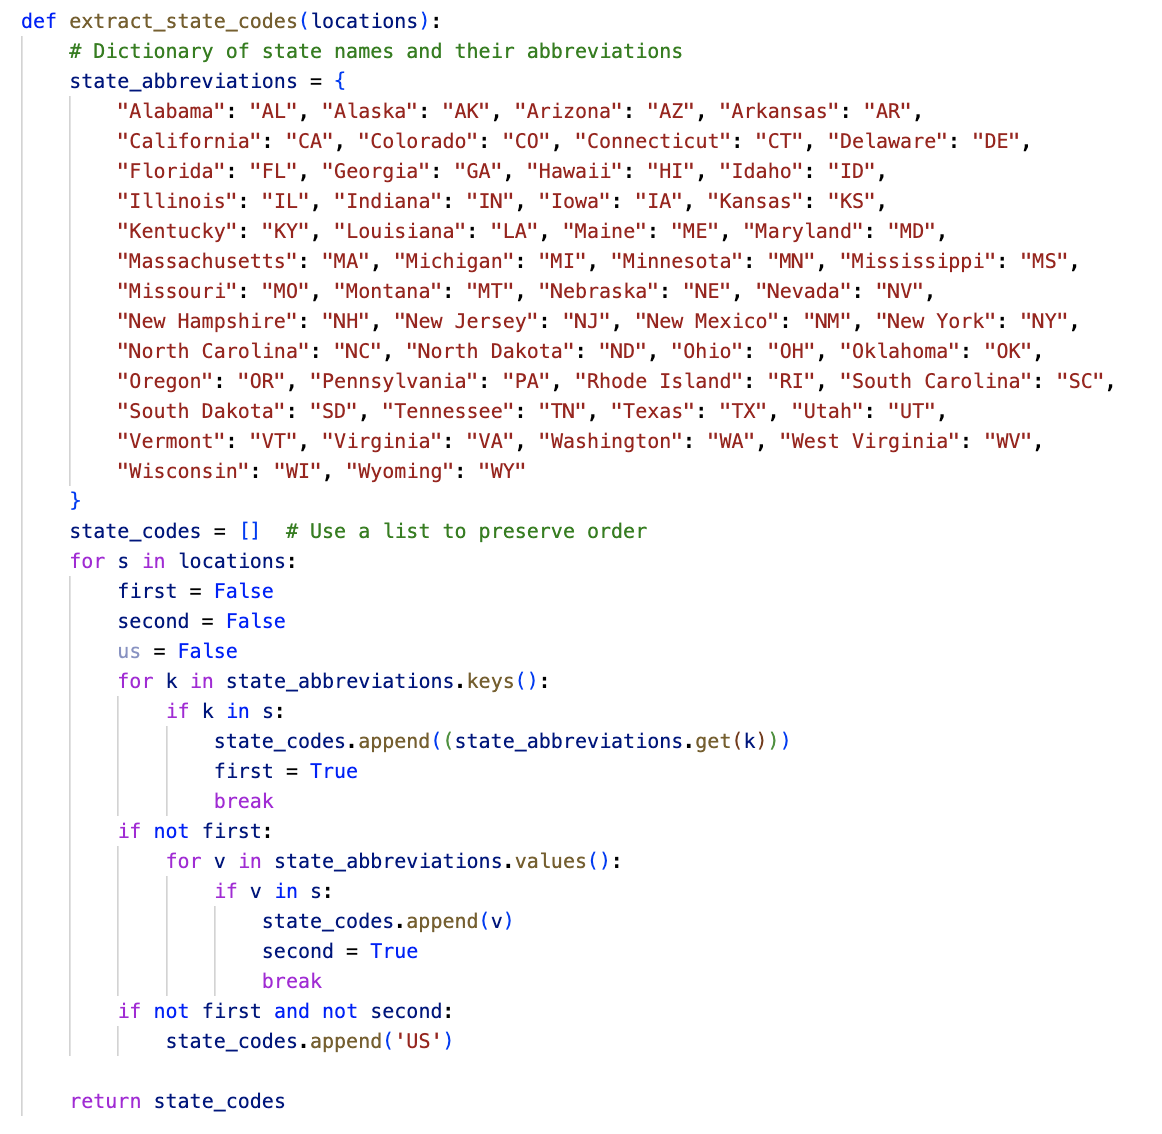 def extract_state_codes(locations):
    # Dictionary of state names and their abbreviations
    state_abbreviations = {
        "Alabama": "AL", "Alaska": "AK", "Arizona": "AZ", "Arkansas": "AR",
        "California": "CA", "Colorado": "CO", "Connecticut": "CT", "Delaware": "DE",
        "Florida": "FL", "Georgia": "GA", "Hawaii": "HI", "Idaho": "ID",
        "Illinois": "IL", "Indiana": "IN", "Iowa": "IA", "Kansas": "KS",
        "Kentucky": "KY", "Louisiana": "LA", "Maine": "ME", "Maryland": "MD",
        "Massachusetts": "MA", "Michigan": "MI", "Minnesota": "MN", "Mississippi": "MS",
        "Missouri": "MO", "Montana": "MT", "Nebraska": "NE", "Nevada": "NV",
        "New Hampshire": "NH", "New Jersey": "NJ", "New Mexico": "NM", "New York": "NY",
        "North Carolina": "NC", "North Dakota": "ND", "Ohio": "OH", "Oklahoma": "OK",
        "Oregon": "OR", "Pennsylvania": "PA", "Rhode Island": "RI", "South Carolina": "SC",
        "South Dakota": "SD", "Tennessee": "TN", "Texas": "TX", "Utah": "UT",
        "Vermont": "VT", "Virginia": "VA", "Washington": "WA", "West Virginia": "WV",
        "Wisconsin": "WI", "Wyoming": "WY"
    }
    state_codes = []  # Use a list to preserve order
    for s in locations:
        first = False
        second = False
        us = False
        for k in state_abbreviations.keys():
            if k in s:
                state_codes.append((state_abbreviations.get(k)))
                first = True
                break
        if not first:
            for v in state_abbreviations.values():
                if v in s:
                    state_codes.append(v)
                    second = True
                    break
        if not first and not second:
            state_codes.append('US')
    return state_codes